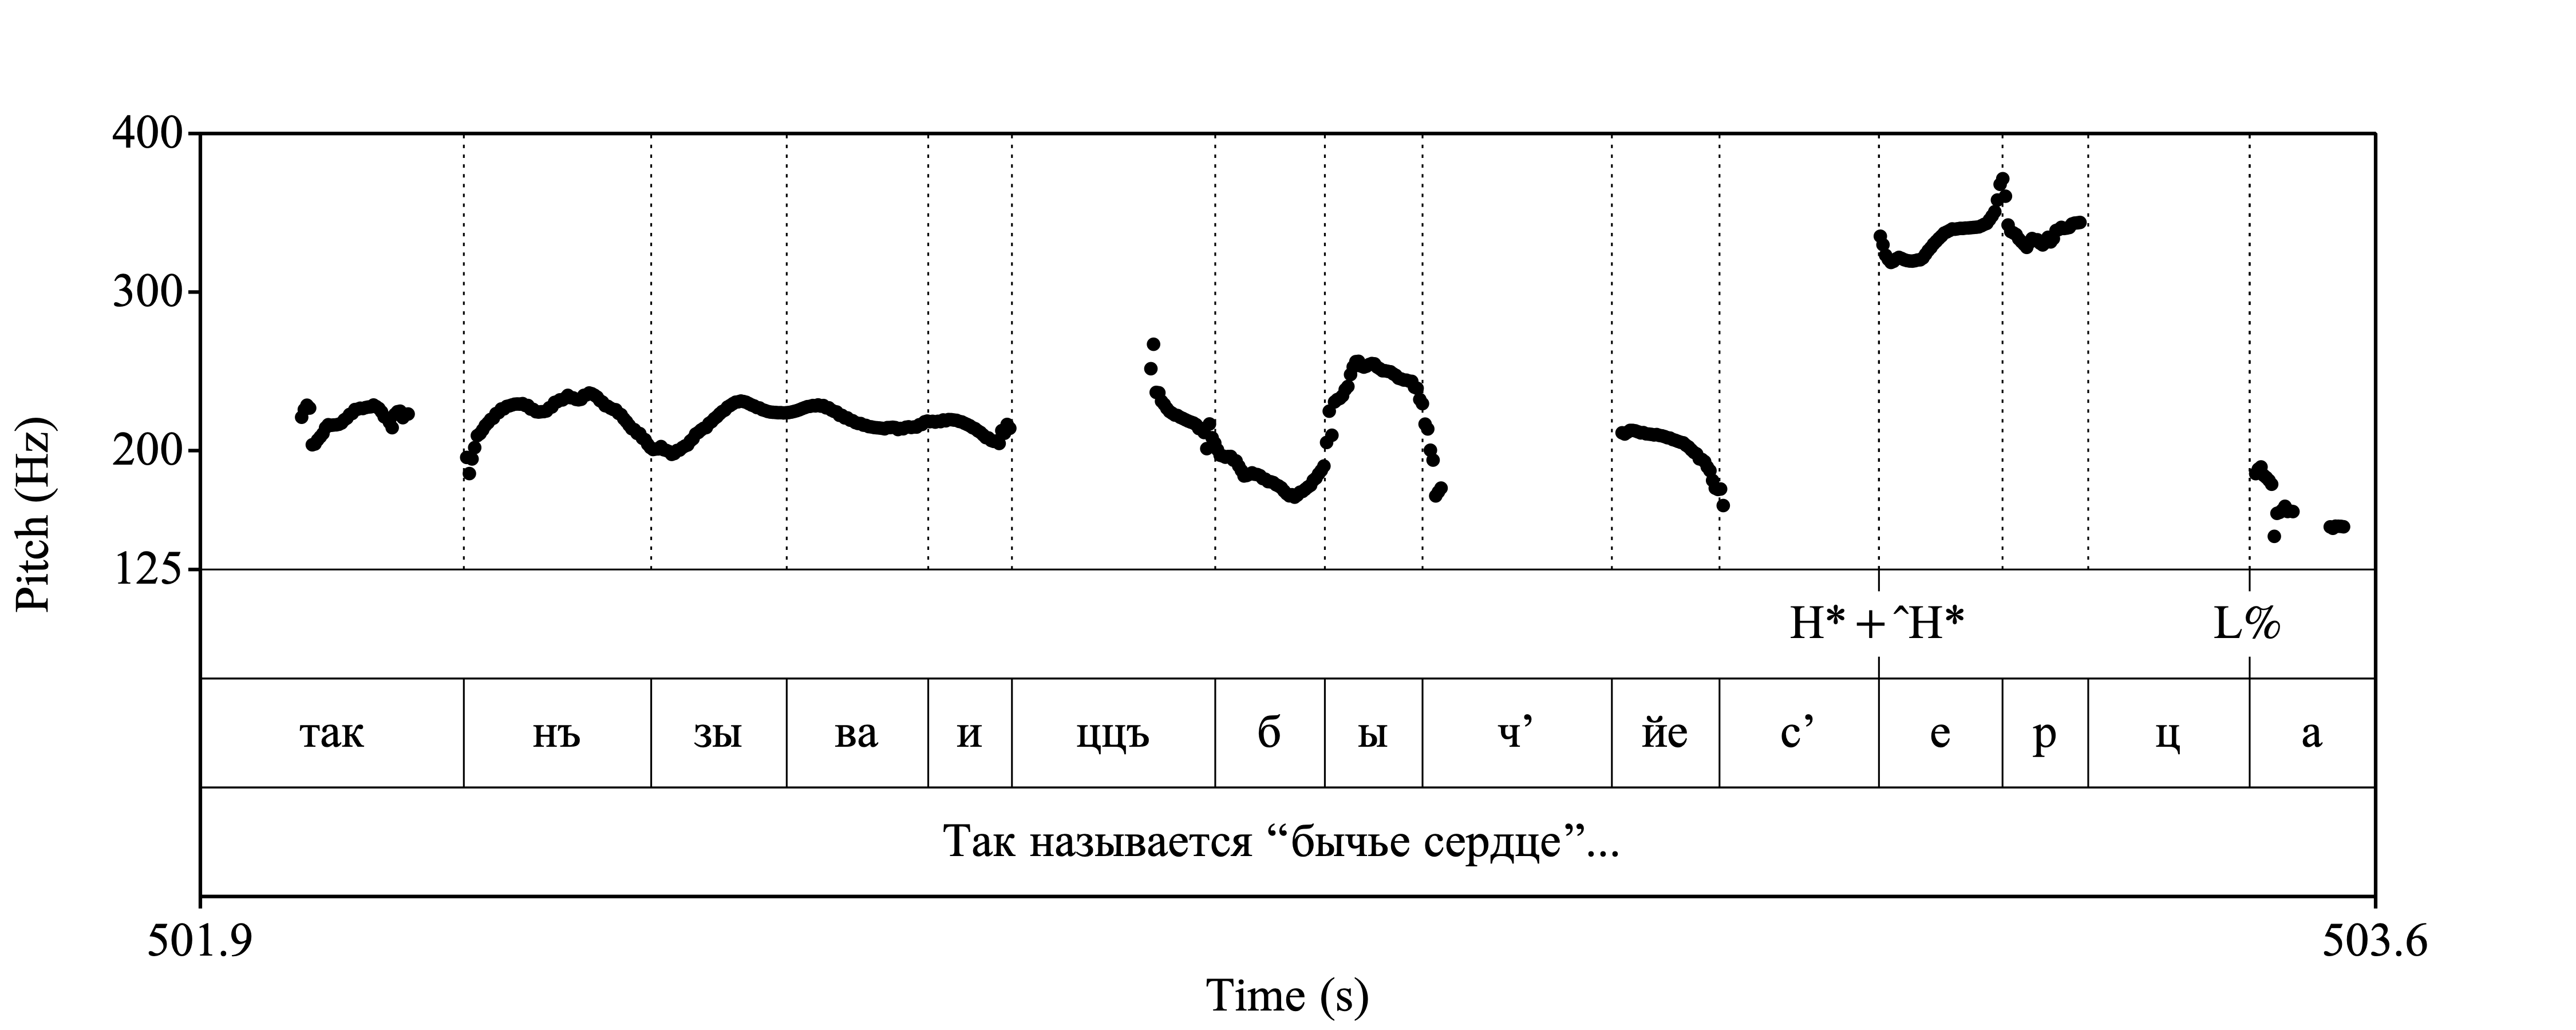 400
300
200
125
Pitch (Hz)
H* + ˆH* L%
так нъ зы ва и ццъ б ы ч’ йе с’ е р ц а
Так называется “бычье сердце”...
501.9 503.6
Time (s)